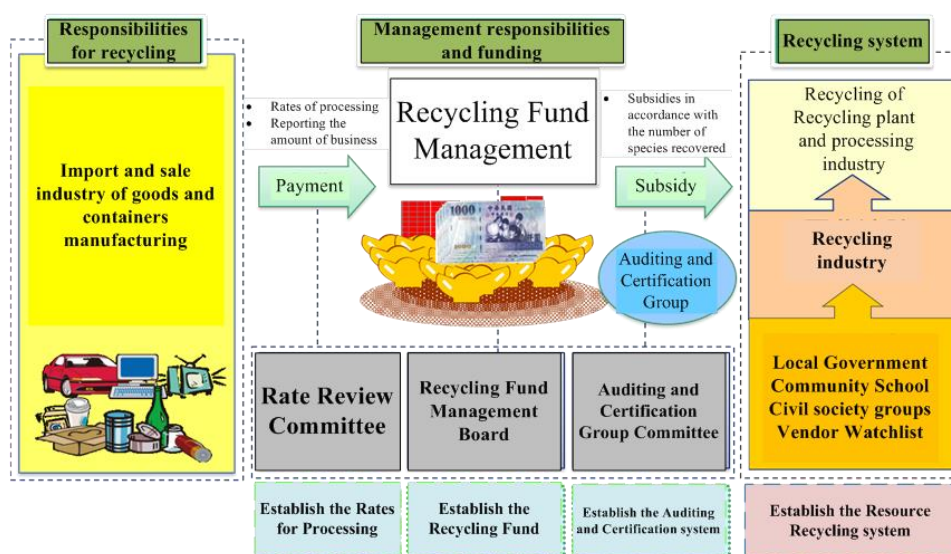 Responsibilities
for recycling
Import and sale
industry of goods and
containers
manufacturing
Management responsibilities
and funding
• Rates of processing
• Reporting the
amount of business
Payment
Recycling Fund
Management
1000
• Subsidies in
accordance with
the number of
species recovered
Subsidy
Auditing and
Certification
Group
Rate Review
Committee
Recycling Fund
Management
Board
Auditing and
Certification
Group Committee
Establish the Rates
for Processing
Establish the
Recycling Fund
Establish the Auditing
and Certification system
Recycling system
Recycling of
Recycling plant
and processing
industry
Recycling
industry
Local Government
Community School
Civil society groups
Vendor Watchlist
Establish the Resource
Recycling system